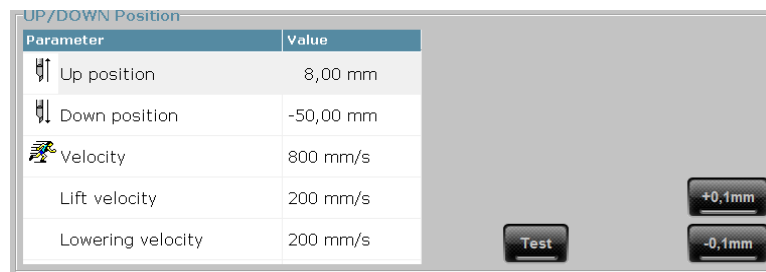 UP/DOWN Position
Parameter Value
Up position 8,00 mm
Down position -50,00 mm
Velocity 800 mm/s
Lift velocity 200 mm/s
+0,1mm
Lowering velocity 200 mm/s
Test -0,1mm